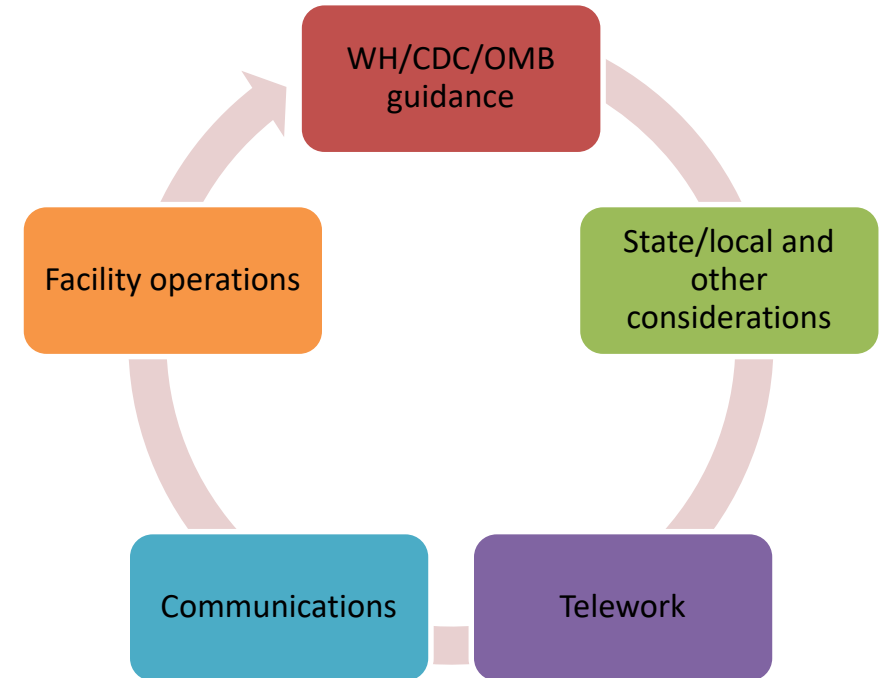 WH/CDC/OMB
guidance
State/local and
other
considerations
Telework
Communications
Facility operations